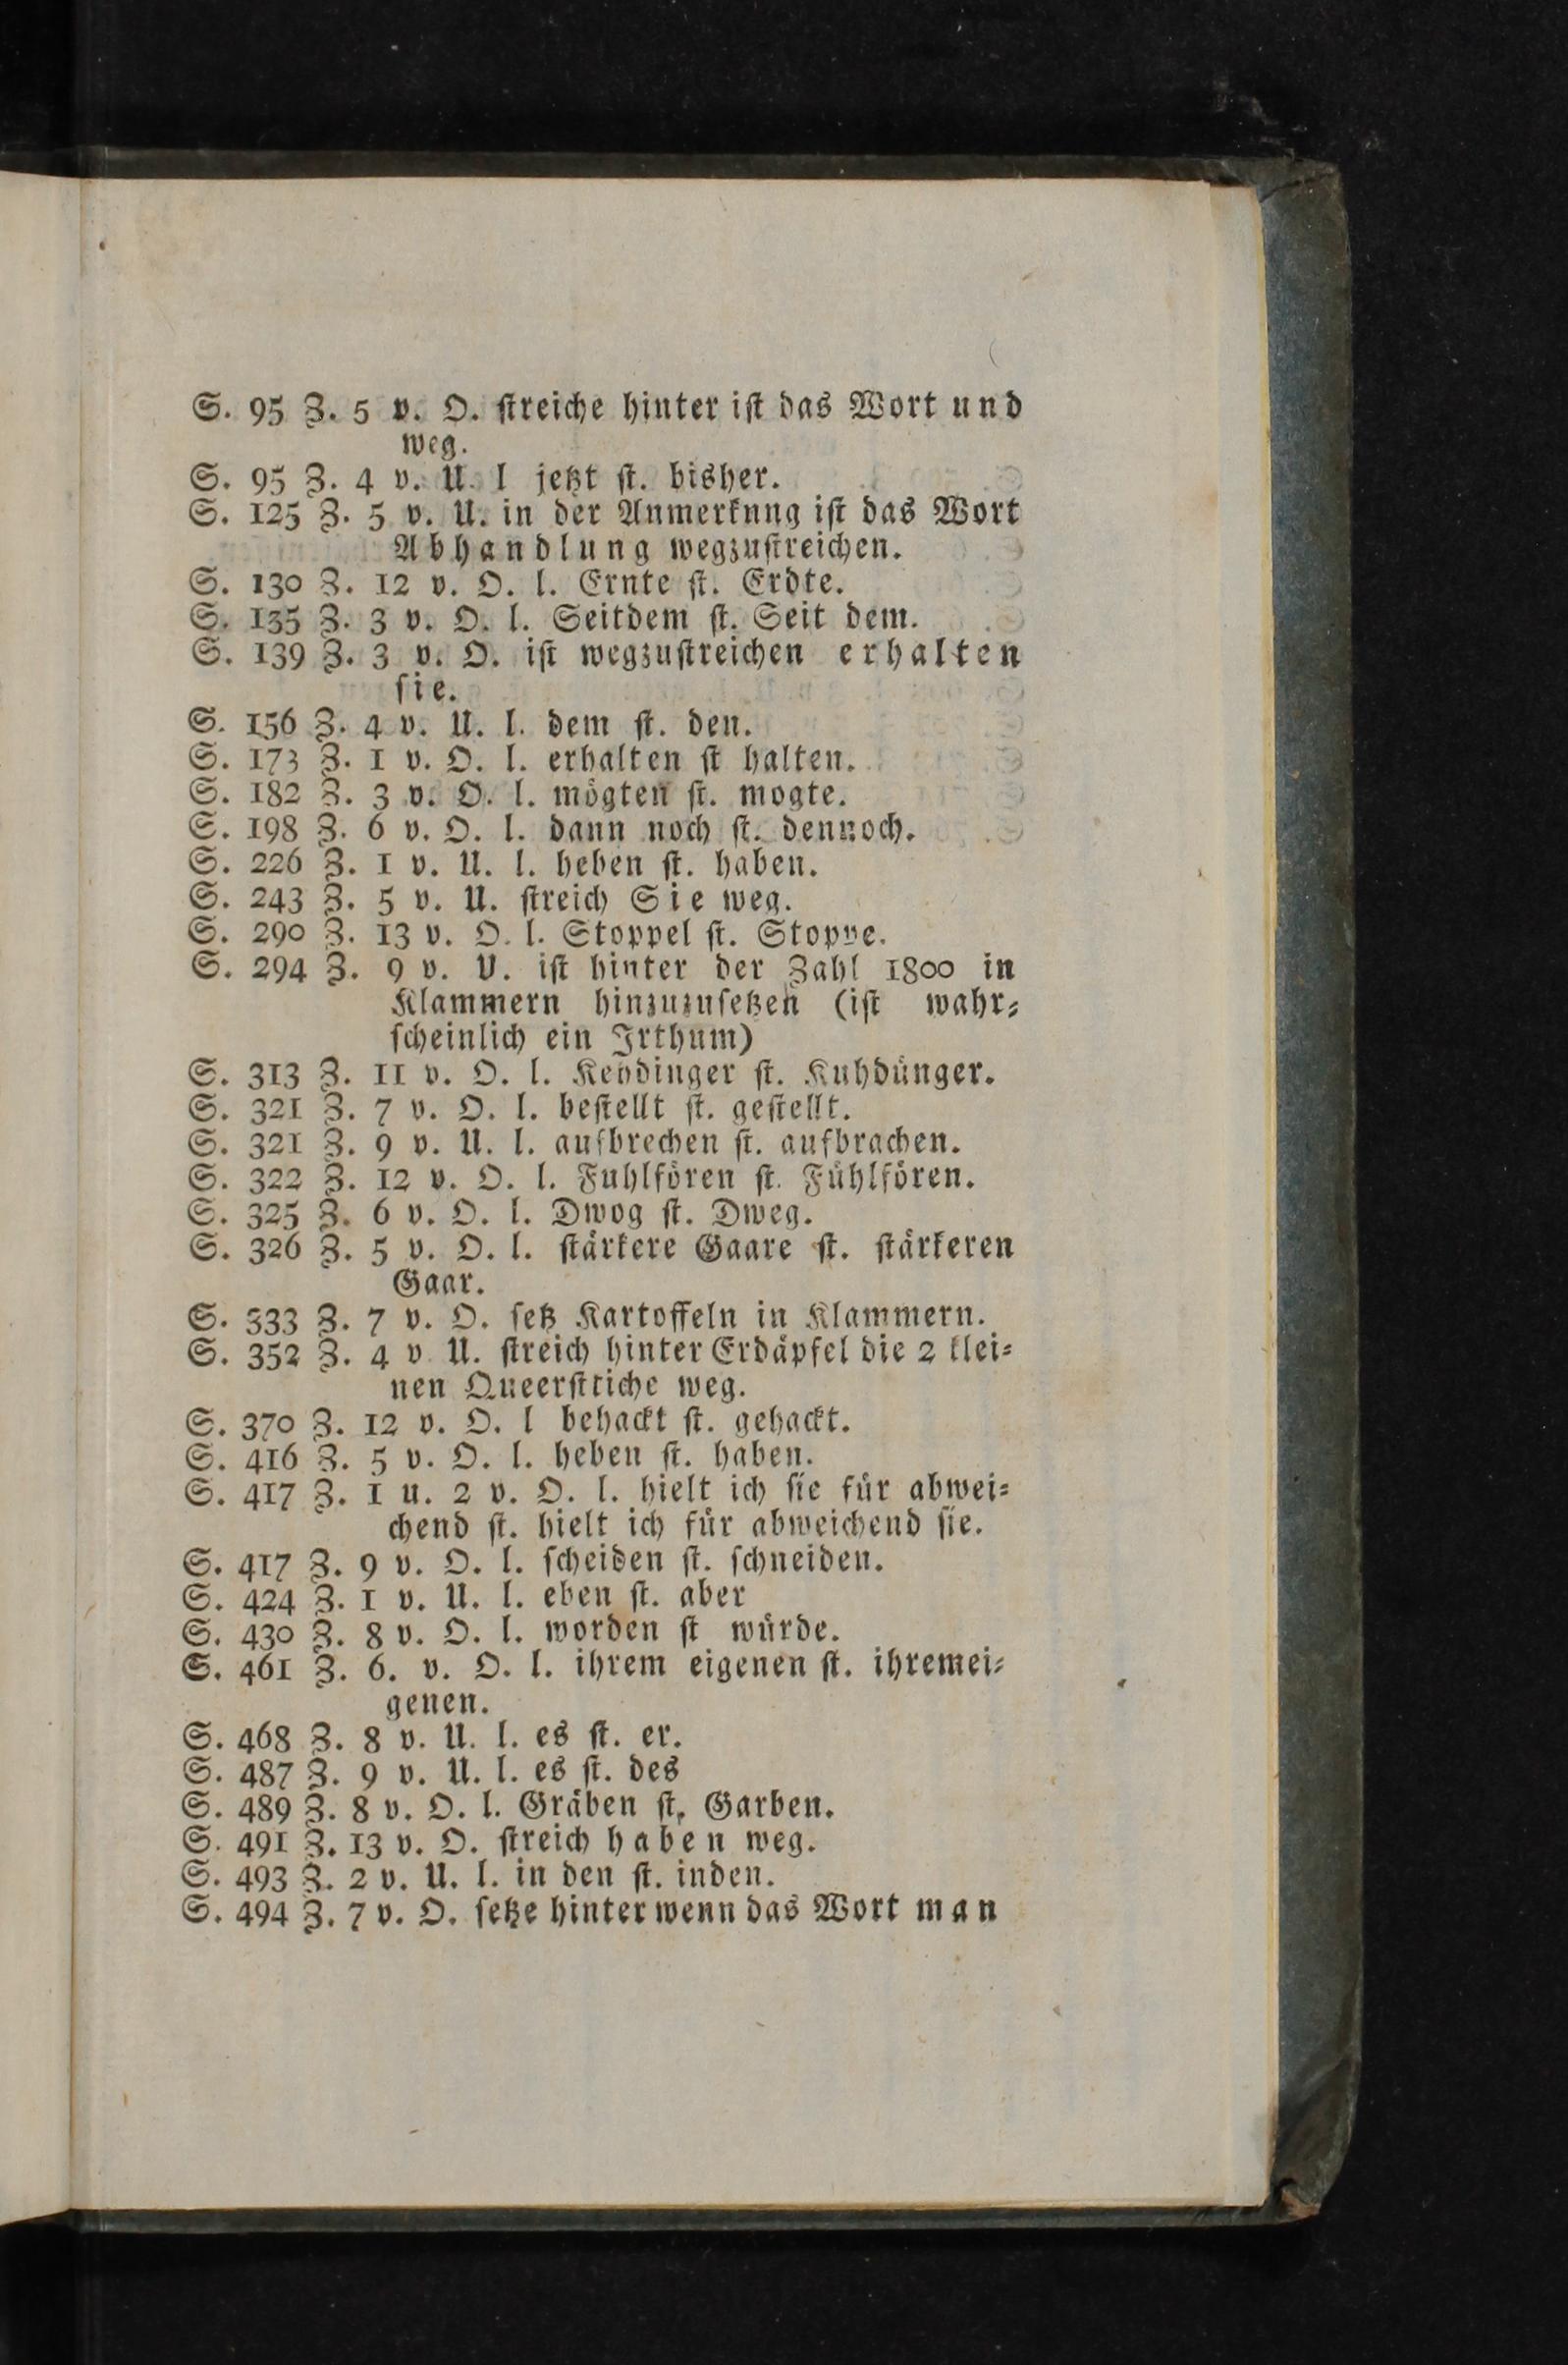 S. 95 Z. 5 v. O. ſtreiche hinter iſt das Wort und
weg.
S. 95 Z. 4 v. U. l jetzt ſt. bisher.
S. 125 Z. 5 v. U. in der Anmerknng iſt das Wort
Abhandlung wegzuſtreichen.
S. 130 Z. 12 v. O. l. Ernte ſt. Erdte.
S. 135 Z. 3 v. O. l. Seitdem ſt. Seit dem.
S. 139 Z. 3 v. O. iſt wegzuſtreichen erhalten
ſie.
S. 156 Z. 4 v. U. l. dem ſt. den.
S. 173 Z. 1 v. O. l. erhalten ſt halten.
S. 182 Z. 3 v. O. l. mögten ſt. mogte.
S. 198 Z. 6 v. O. l. dann noch ſt. dennoch.
S. 226 Z. 1 v. U. l. heben ſt. haben.
S. 243 Z. 5 v. U. ſtreich Sie weg.
S. 290 Z. 13 v. O. l. Stoppel ſt. Stoppe.
S. 294 Z. 9 v. U. iſt hinter der Zahl 1800 in
Klammern hinzuzuſetzen (iſt wahr⸗
ſcheinlich ein Irthum)
S. 313 Z. 11 v. O. l. Kehdinger ſt. Kuhdünger.
S. 321 Z. 7 v. O. l. beſtellt ſt. geſtellt.
S. 321 Z. 9 v. U. l. aufbrechen ſt. aufbrachen.
S. 322 Z. 12 v. O. l. Fuhlfören ſt. Fühlfören.
S. 325 Z. 6 v. O. l. Dwog ſt. Dweg.
S. 326 Z. 5 v. O. l. ſtärkere Gaare ſt. ſtärkeren
Gaar.
S. 333 Z. 7 v. O. ſetz Kartoffeln in Klammern.
S. 352 Z. 4 v U. ſtreich hinter Erdäpfel die 2 klei⸗
nen Queerſttiche weg.
S. 370 Z. 12 v. O. l behackt ſt. gehackt.
S. 416 Z. 5 v. O. l. heben ſt. haben.
S. 417 Z. 1 u. 2 v. O. l. hielt ich ſie für abwei⸗
chend ſt. hielt ich für abweichend ſie.
S. 417 Z. 9 v. O. l. ſcheiden ſt. ſchneiden.
S. 424 Z. 1 v. U. l. eben ſt. aber
S. 430 Z. 8 v. O. l. worden ſt würde.
S. 461 Z. 6. v. O. l. ihrem eigenen ſt. ihremei⸗
genen.
S. 468 Z. 8 v. U. l. es ſt. er.
S. 487 Z. 9 v. U. l. es ſt. des
S. 489 Z. 8 v. O. l. Gräben ſt, Garben.
S. 491 Z. 13 v. O. ſtreich haben weg.
S. 493 Z. 2 v. U. l. in den ſt. inden.
S. 494 Z. 7 v. O. ſetze hinter wenn das Wort man